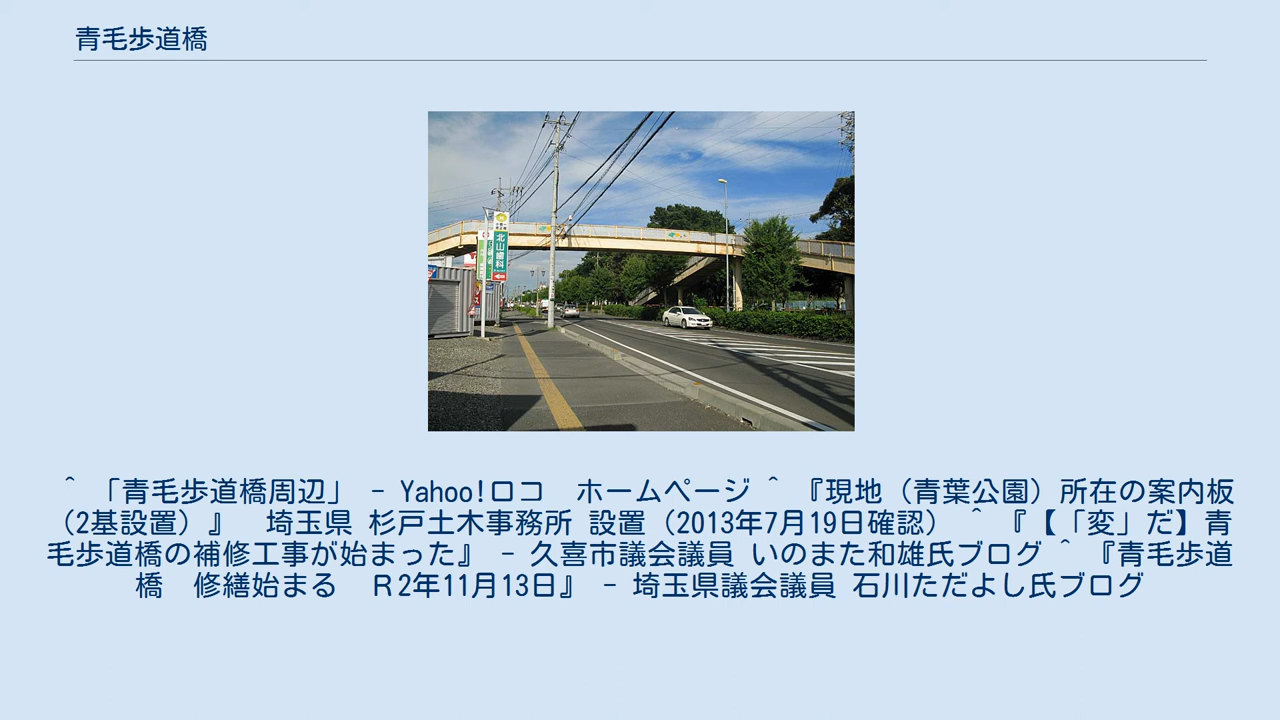 青毛歩道橋
北山歯科
＾ 「青毛歩道橋周辺」 - Yahoo!ロコ　ホームページ ＾ 『現地（青葉公園）所在の案内板
（2基設置）』　埼玉県 杉戸土木事務所 設置（2013年7月19日確認） ＾ 『【「変」だ】青
毛歩道橋の補修工事が始まった』 - 久喜市議会議員 いのまた和雄氏ブログ ＾ 『青毛歩道
橋　修繕始まる　Ｒ2年11月13日』 - 埼玉県議会議員 石川ただよし氏ブログ